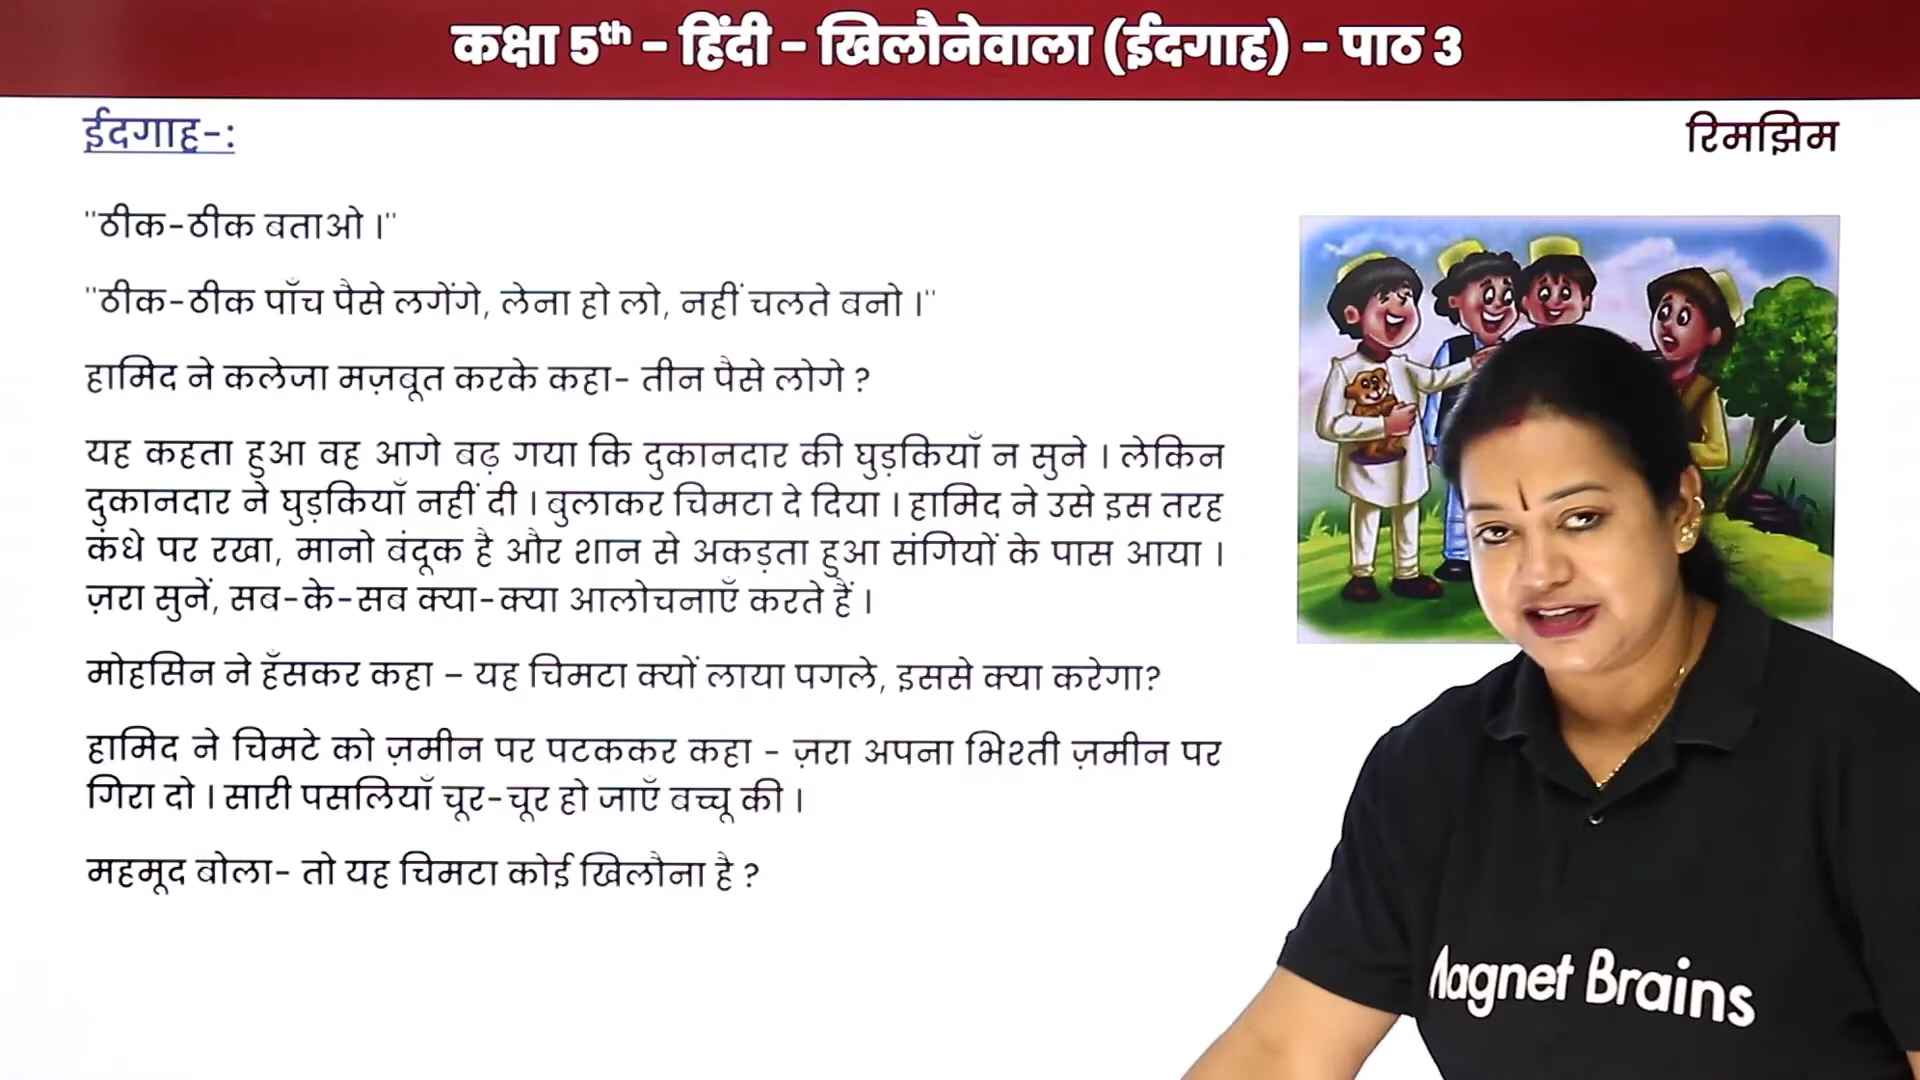 कक्षा 5th - हिंदी - खिलौनेवाला (ईदगाह) - पाठ 3
ईदगाह-:
रिमझिम
"ठीक-ठीक बताओ ।"
"ठीक-ठीक पाँच पैसे लगेंगे, लेना हो लो, नहीं चलते बनो ।"
हामिद ने कलेजा मज़बूत करके कहा- तीन पैसे लोगे ?
यह कहता हुआ वह आगे बढ़ गया कि दुकानदार की घुड़कियाँ न सुने । लेकिन
दुकानदार ने घुड़कियाँ नहीं दी । बुलाकर चिमटा दे दिया । हामिद ने उसे इस तरह
कंधे पर रखा, मानो बंदूक है और शान से अकड़ता हुआ संगियों के पास आया ।
ज़रा सुनें, सब-के-सब क्या-क्या आलोचनाएँ करते हैं ।
मोहसिन ने हँसकर कहा – यह चिमटा क्यों लाया पगले, इससे क्या करेगा?
हामिद ने चिमटे को ज़मीन पर पटककर कहा - ज़रा अपना भिश्ती ज़मीन पर
गिरा दो । सारी पसलियाँ चूर-चूर हो जाएँ बच्चू की ।
महमूद बोला- तो यह चिमटा कोई खिलौना है ?
Magnet Brains